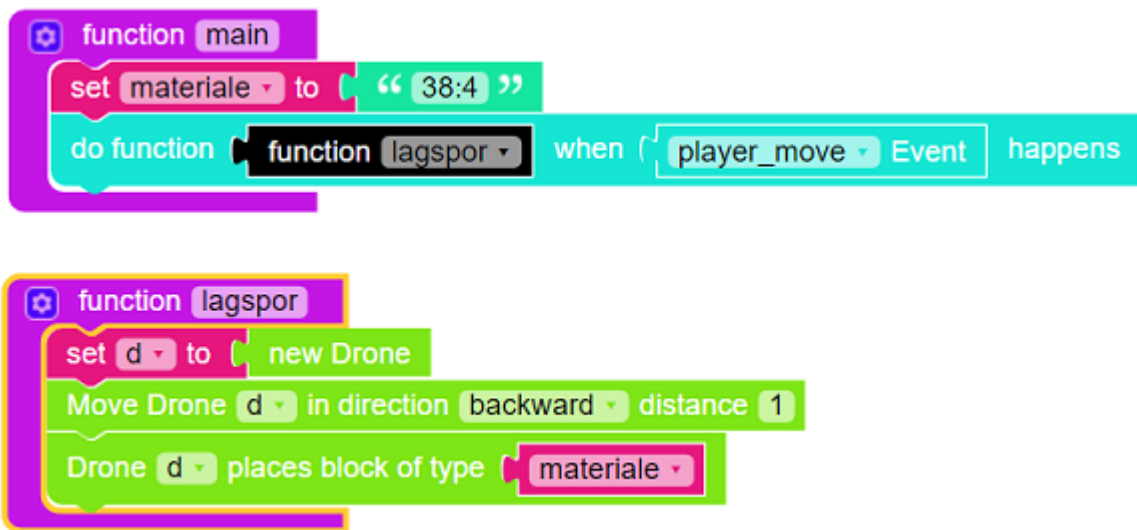 function main
set materiale to “ 38:4 ”
do function function lagspor when player_move Event happens
function lagspor
set d to new Drone
Move Drone d in direction backward distance 1
Drone d places block of type materiale